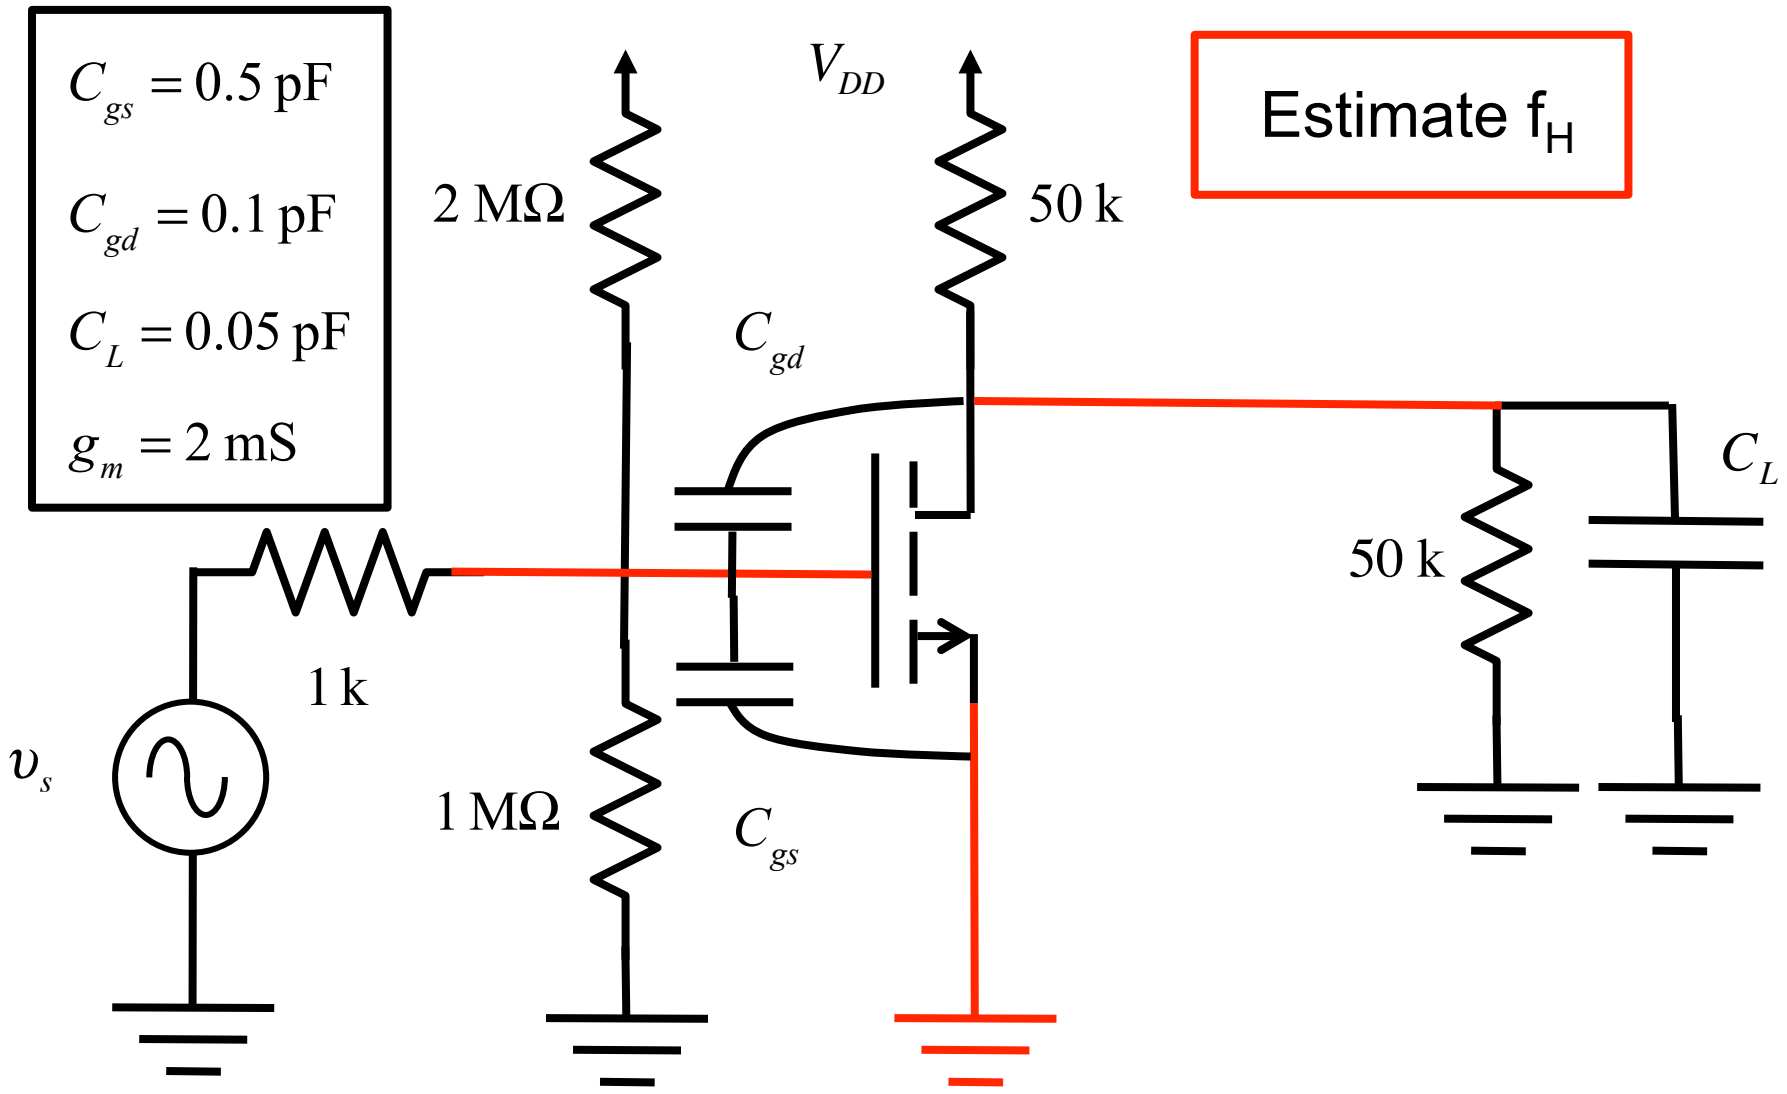 C_gs = 0.5 pF
C_gd = 0.1 pF
C_L = 0.05 pF
g_m = 2 mS
V_DD
Estimate f_H
2 MΩ
50 k
C_gd
C_L
50 k
1 k
υ_s
1 MΩ
C_gs